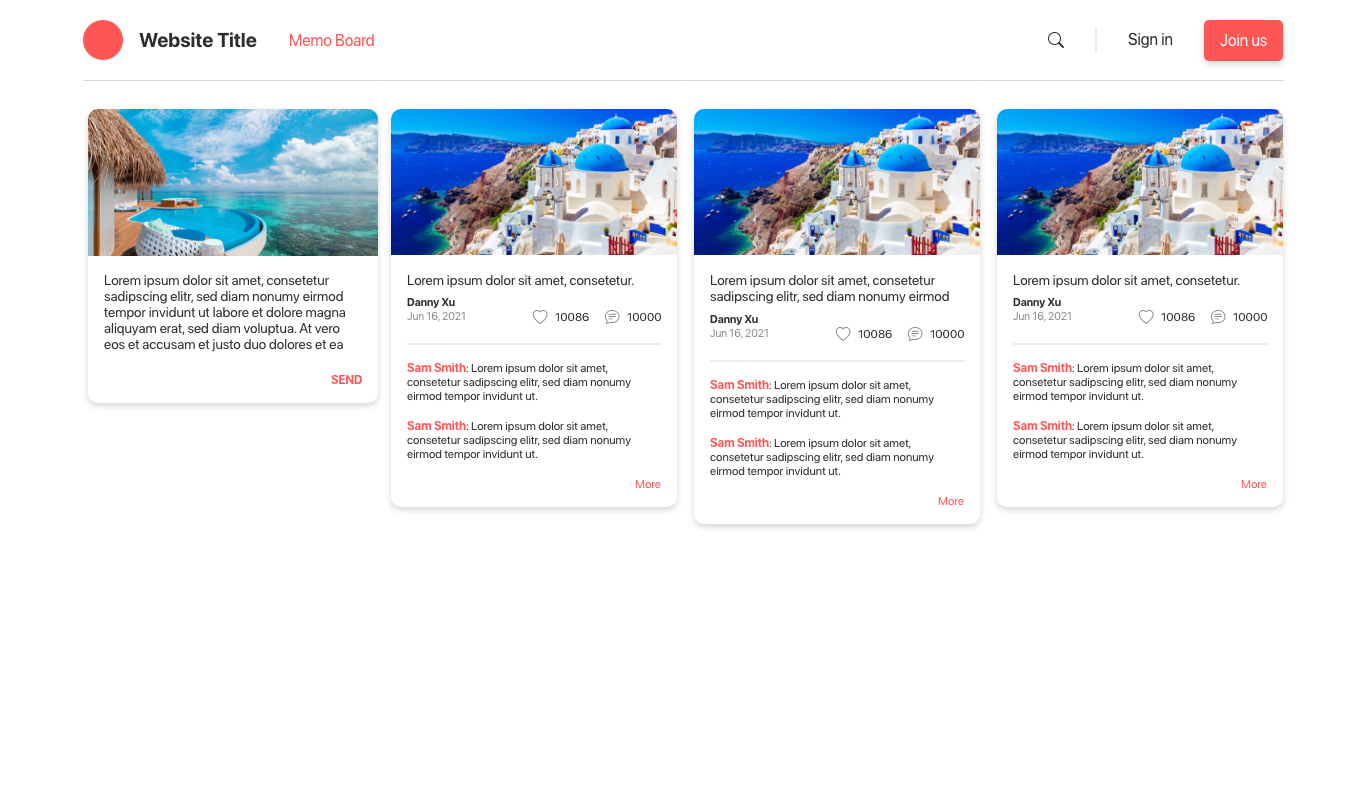 Website Title
Memo Board
Sign in
Join us
Lorem ipsum dolor sit amet, consetetur
sadipscing elitr, sed diam nonumy eirmod
tempor invidunt ut labore et dolore magna
aliquyam erat, sed diam voluptua. At vero
eos et accusam et justo duo dolores et ea
SEND
Lorem ipsum dolor sit amet, consetetur.
Danny Xu
Jun 16, 2021
10086
10000
Sam Smith: Lorem ipsum dolor sit amet,
consetetur sadipscing elitr, sed diam nonumy
eirmod tempor invidunt ut.
Sam Smith: Lorem ipsum dolor sit amet,
consetetur sadipscing elitr, sed diam nonumy
eirmod tempor invidunt ut.
More
Lorem ipsum dolor sit amet, consetetur
sadipscing elitr, sed diam nonumy eirmod
Danny Xu
Jun 16, 2021
10086
10000
Sam Smith: Lorem ipsum dolor sit amet,
consetetur sadipscing elitr, sed diam nonumy
eirmod tempor invidunt ut.
Sam Smith: Lorem ipsum dolor sit amet,
consetetur sadipscing elitr, sed diam nonumy
eirmod tempor invidunt ut.
More
Lorem ipsum dolor sit amet, consetetur.
Danny Xu
Jun 16, 2021
10086
10000
Sam Smith: Lorem ipsum dolor sit amet,
consetetur sadipscing elitr, sed diam nonumy
eirmod tempor invidunt ut.
Sam Smith: Lorem ipsum dolor sit amet,
consetetur sadipscing elitr, sed diam nonumy
eirmod tempor invidunt ut.
More